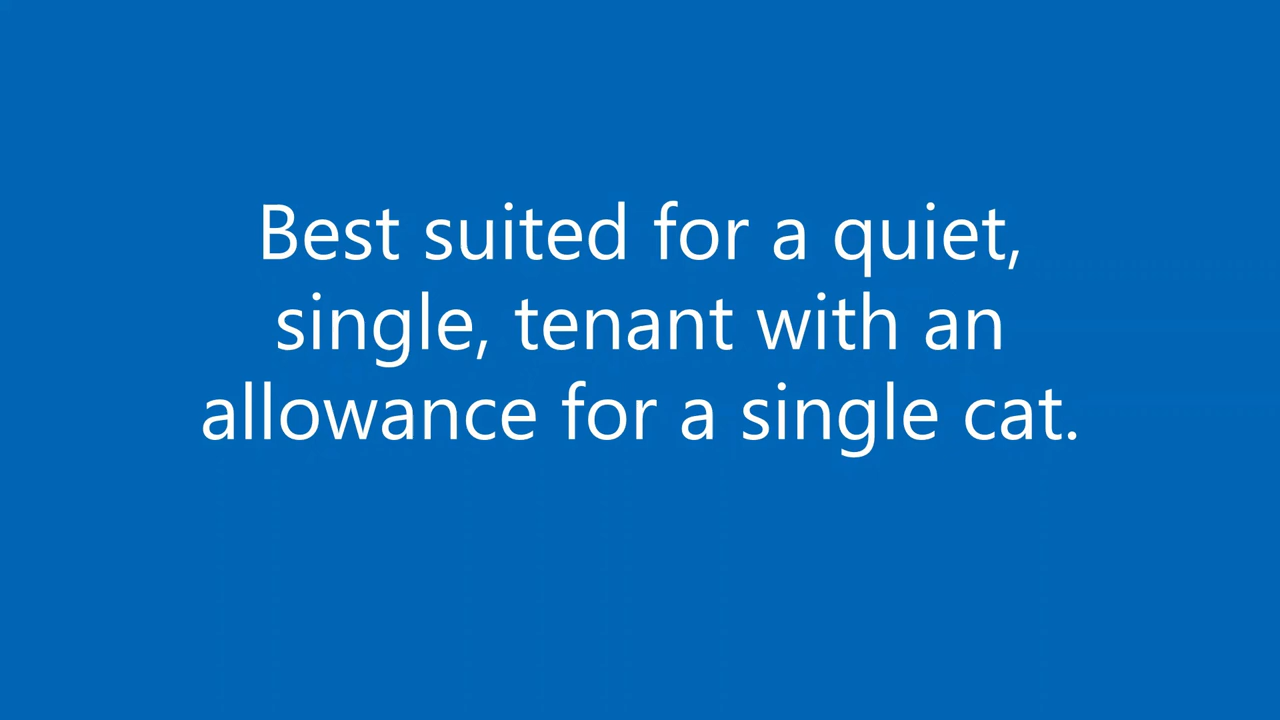 Best suited for a quiet,
single, tenant with an
allowance for a single cat.